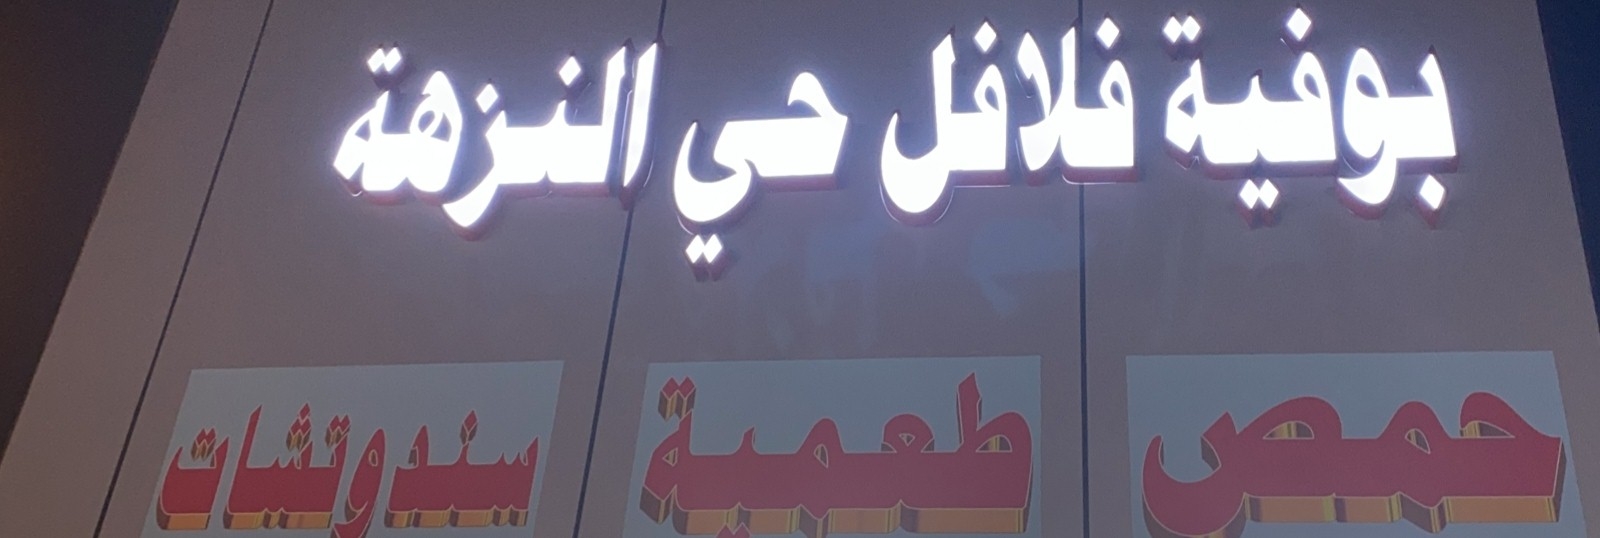 بوفية فلافل حي النزهة
حمص طعمية سندوتشات